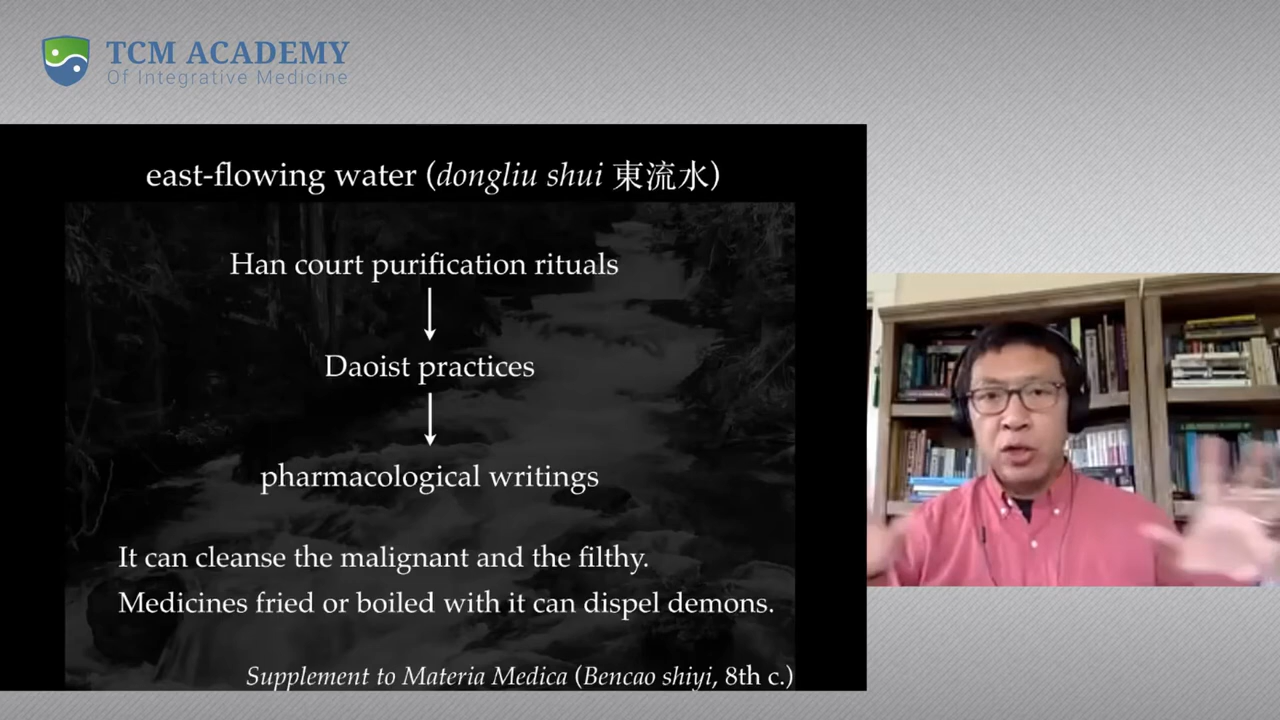 TCM ACADEMY
Of Integrative Medicine
east-flowing water (dongliu shui 東流水)
Han court purification rituals
Daoist practices
pharmacological writings
It can cleanse the malignant and the filthy.
Medicines fried or boiled with it can dispel demons.
Supplement to Materia Medica (Bencao shiyi, 8th c.)